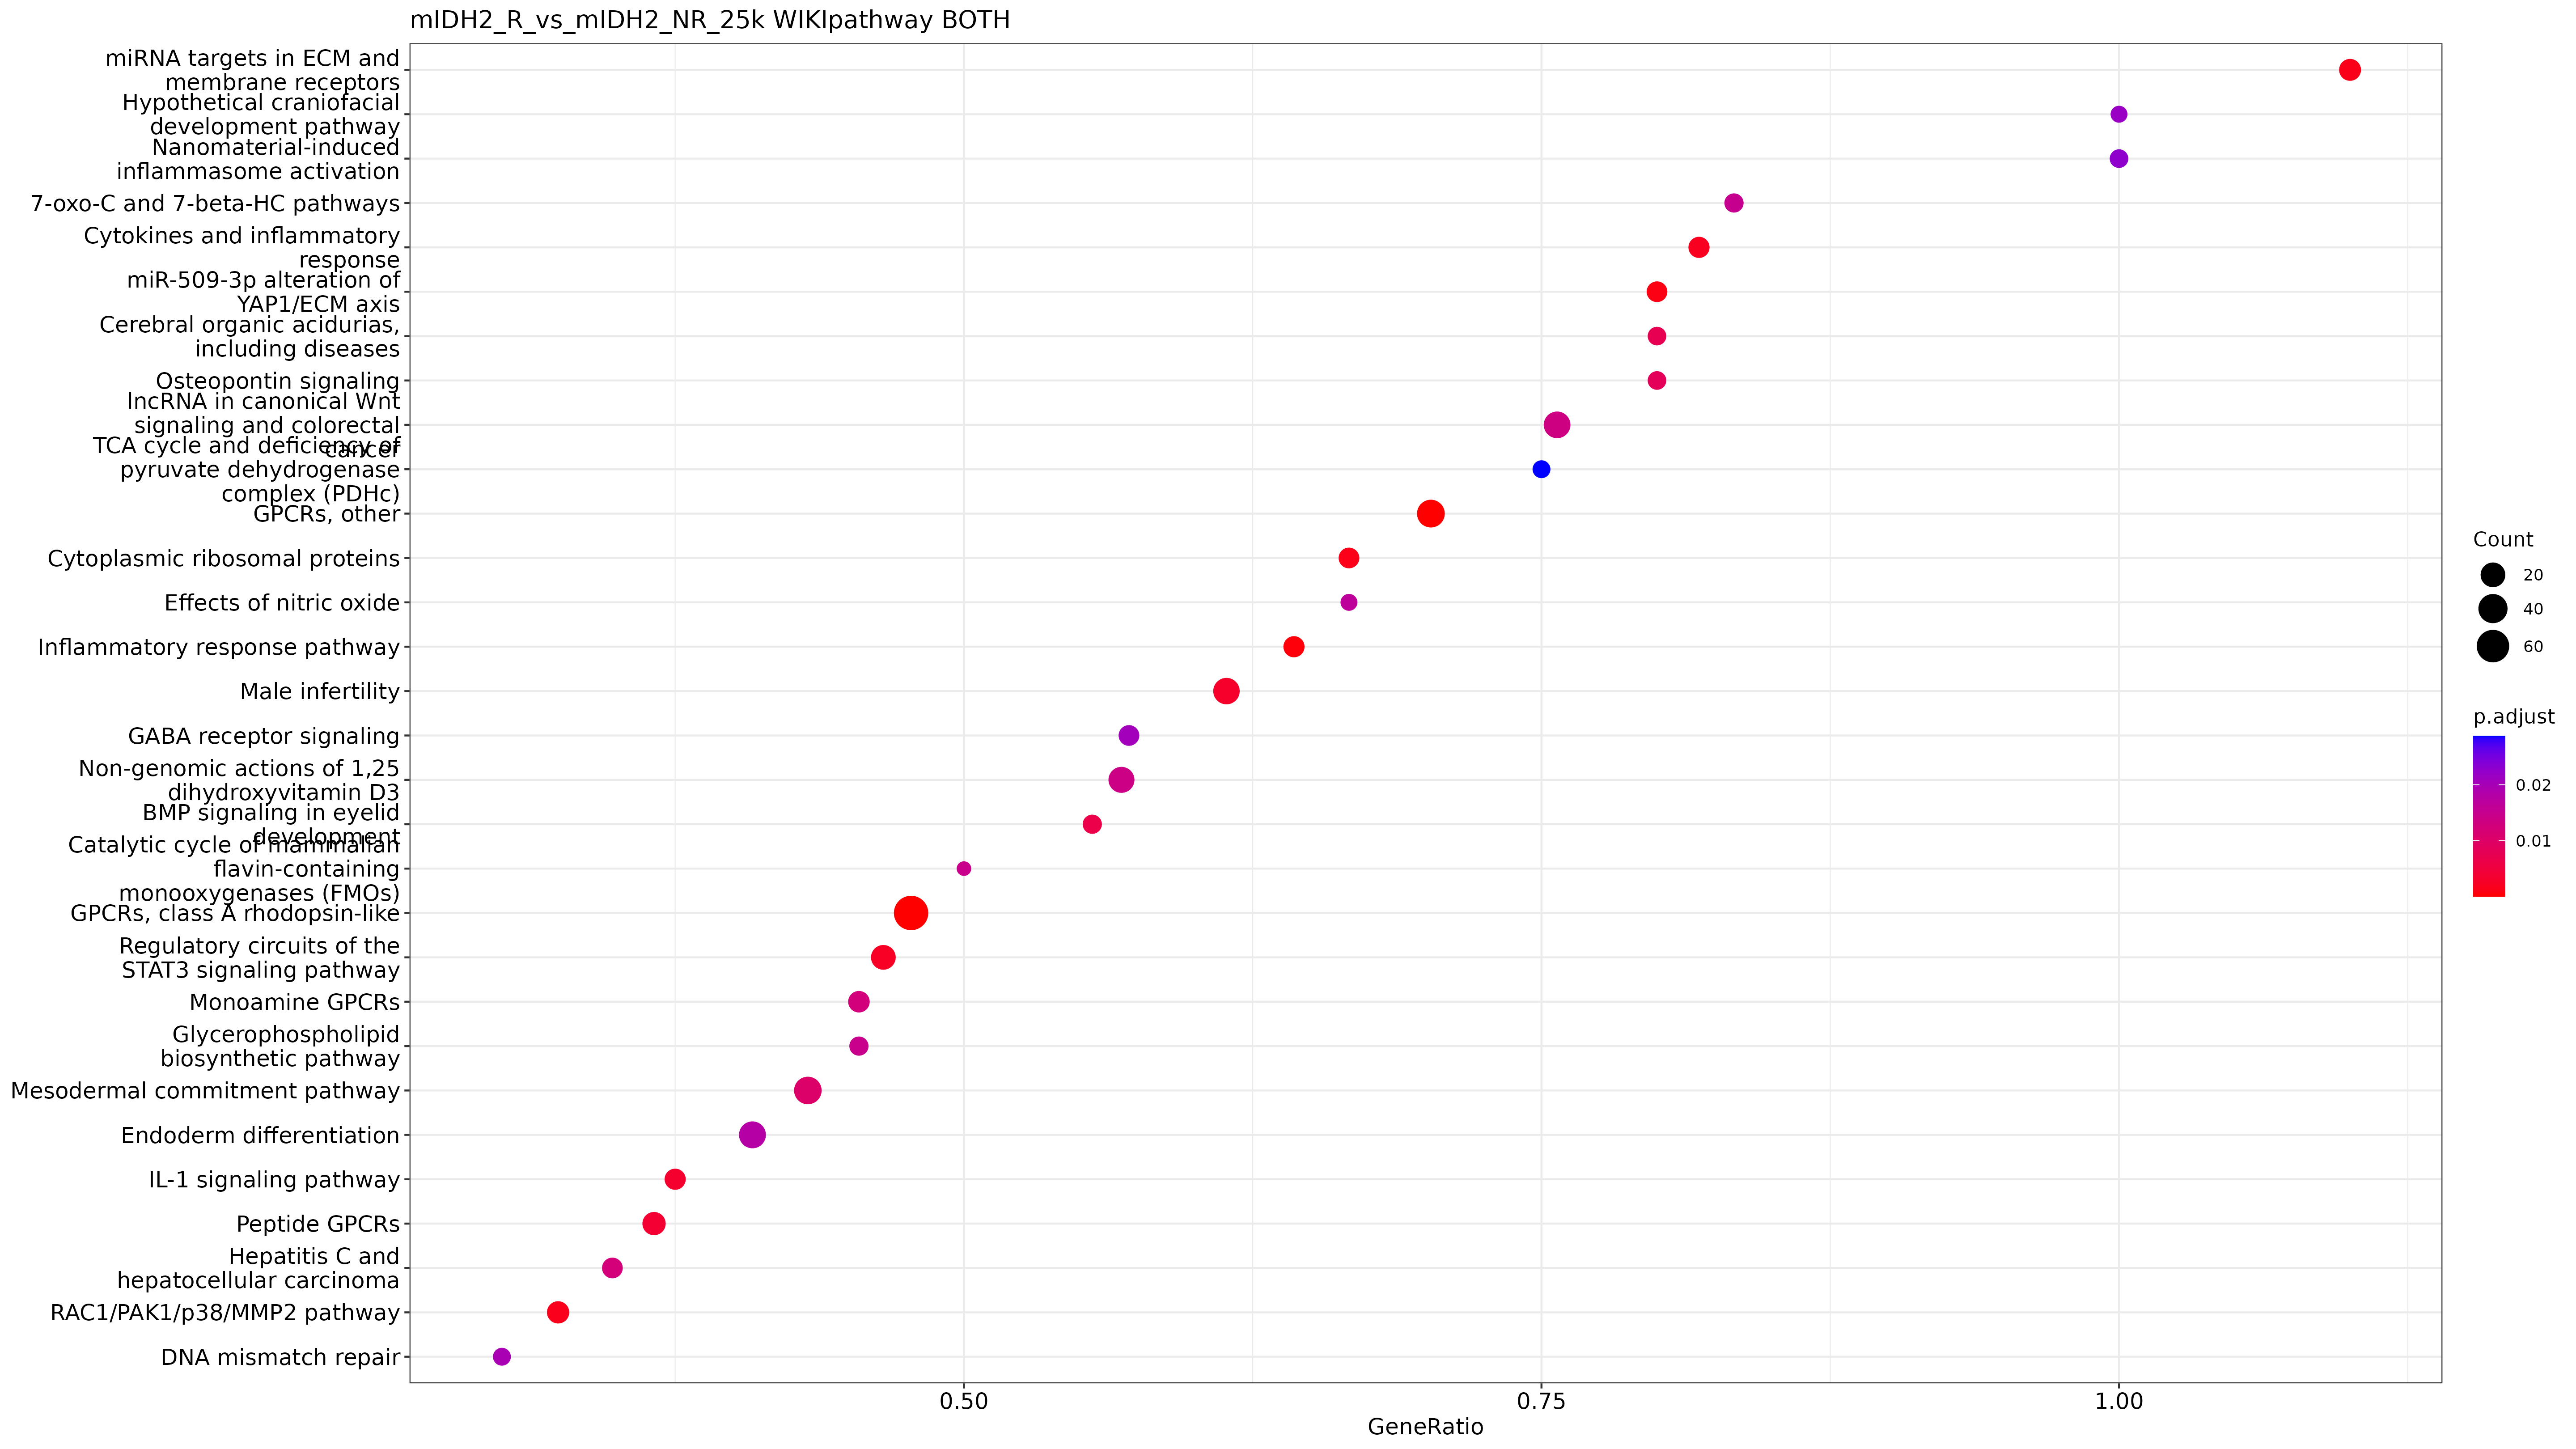 mIDH2_R_vs_mIDH2_NR_25k WIKIpathway BOTH
miRNA targets in ECM and
membrane receptors
Hypothetical craniofacial
development pathway
Nanomaterial-induced
inflammasome activation
7-oxo-C and 7-beta-HC pathways
Cytokines and inflammatory
response
miR-509-3p alteration of
YAP1/ECM axis
Cerebral organic acidurias,
including diseases
Osteopontin signaling
lncRNA in canonical Wnt
signaling and colorectal
cancer
TCA cycle and deficiency of
pyruvate dehydrogenase
complex (PDHc)
GPCRs, other
Cytoplasmic ribosomal proteins
Effects of nitric oxide
Inflammatory response pathway
Male infertility
GABA receptor signaling
Non-genomic actions of 1,25
dihydroxyvitamin D3
BMP signaling in eyelid
development
Catalytic cycle of mammalian
flavin-containing
monooxygenases (FMOs)
GPCRs, class A rhodopsin-like
Regulatory circuits of the
STAT3 signaling pathway
Monoamine GPCRs
Glycerophospholipid
biosynthetic pathway
Mesodermal commitment pathway
Endoderm differentiation
IL-1 signaling pathway
Peptide GPCRs
Hepatitis C and
hepatocellular carcinoma
RAC1/PAK1/p38/MMP2 pathway
DNA mismatch repair
0.50
0.75
1.00
GeneRatio
Count
20
40
60
p.adjust
0.02
0.01